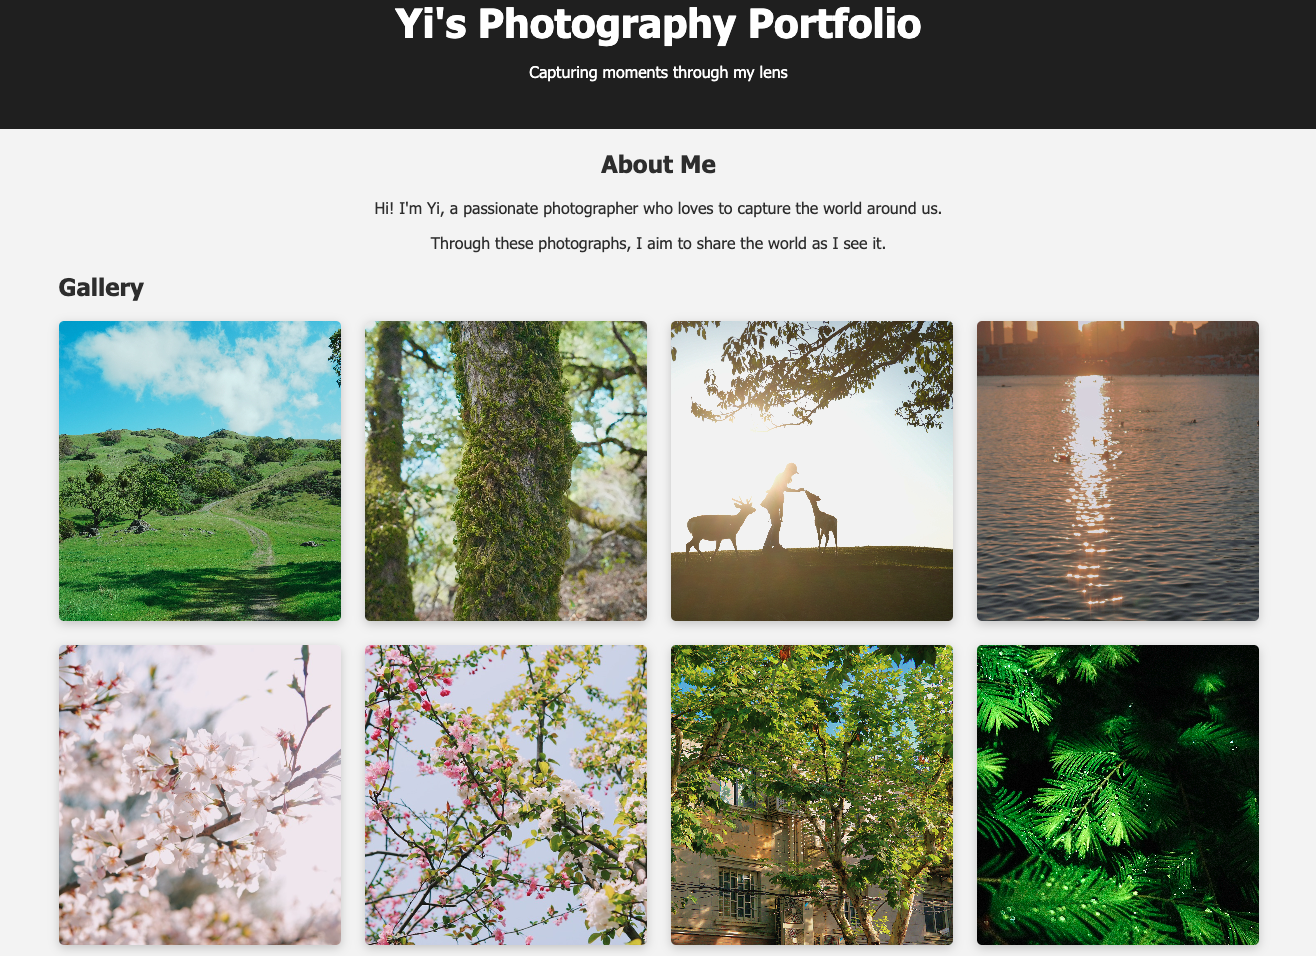 Yi's Photography Portfolio
Capturing moments through my lens
About Me
Hi! I'm Yi, a passionate photographer who loves to capture the world around us.
Through these photographs, I aim to share the world as I see it.
Gallery